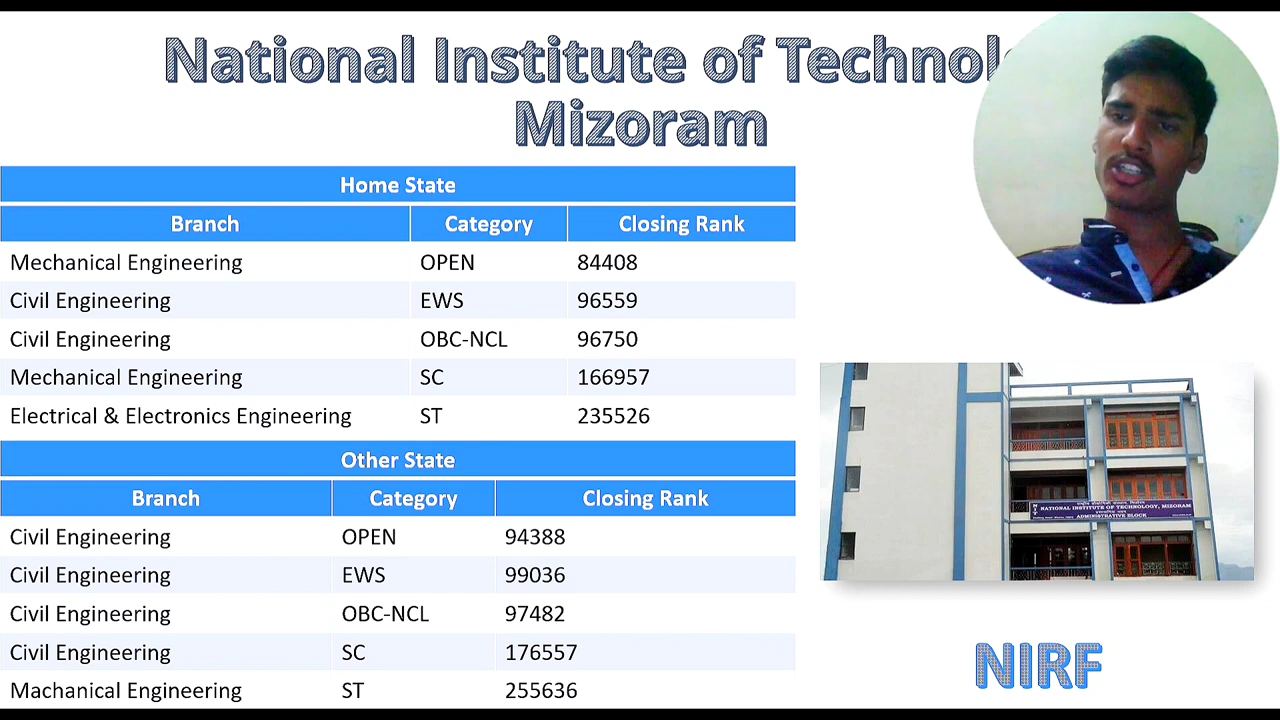 National Institute of Technol
Mizoram
Home State
Branch Category Closing Rank
Mechanical Engineering OPEN 84408
Civil Engineering EWS 96559
Civil Engineering OBC-NCL 96750
Mechanical Engineering SC 166957
Electrical & Electronics Engineering ST 235526
Other State
Branch Category Closing Rank
Civil Engineering OPEN 94388
Civil Engineering EWS 99036
Civil Engineering OBC-NCL 97482
Civil Engineering SC 176557
Machanical Engineering ST 255636
NATIONAL INSTITUTE OF TECHNOLOGY, MIZORAM
ADMINISTRATIVE BLOCK
NIRF